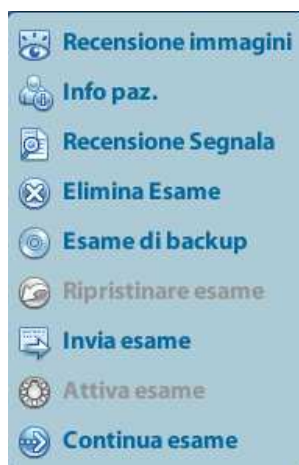 Recensione immagini
Info paz.
Recensione Segnala
Elimina Esame
Esame di backup
Ripristinare esame
Invia esame
Attiva esame
Continua esame